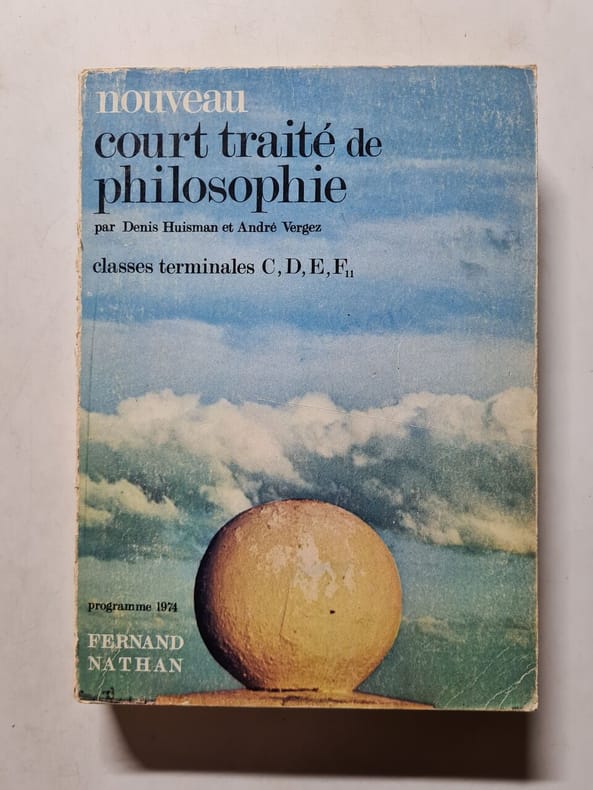 nouveau
court traité de
philosophie
par Denis Huisman et André Vergez
classes terminales C, D, E, F11
programme 1974
FERNAND
NATHAN